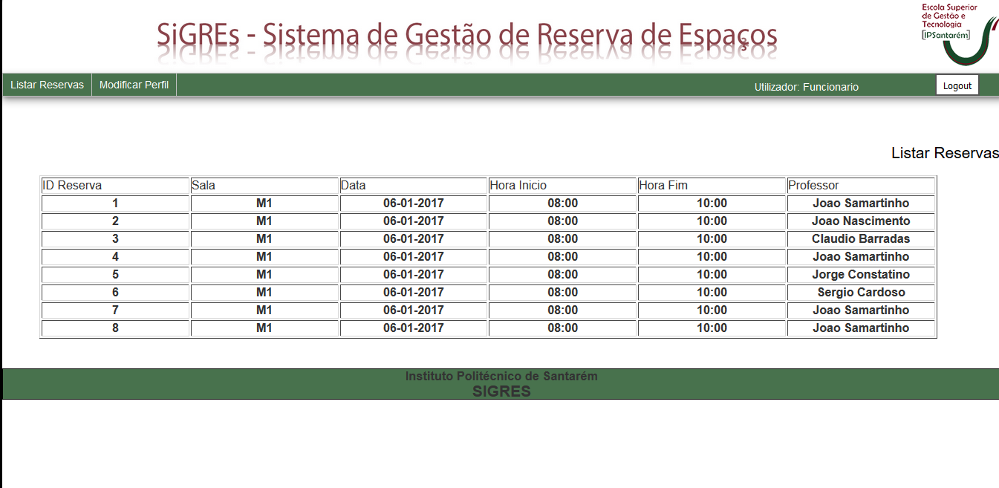 SiGREs - Sistema de Gestão de Reserva de Espaços
Escola Superior
de Gestão e
Tecnologia
[IPSantarém]
Listar Reservas Modificar Perfil Utilizador: Funcionario Logout
Listar Reservas
ID Reserva Sala Data Hora Inicio Hora Fim Professor
1 M1 06-01-2017 08:00 10:00 Joao Samartinho
2 M1 06-01-2017 08:00 10:00 Joao Nascimento
3 M1 06-01-2017 08:00 10:00 Claudio Barradas
4 M1 06-01-2017 08:00 10:00 Joao Samartinho
5 M1 06-01-2017 08:00 10:00 Jorge Constatino
6 M1 06-01-2017 08:00 10:00 Sergio Cardoso
7 M1 06-01-2017 08:00 10:00 Joao Samartinho
8 M1 06-01-2017 08:00 10:00 Joao Samartinho
Instituto Politécnico de Santarém
SIGRES